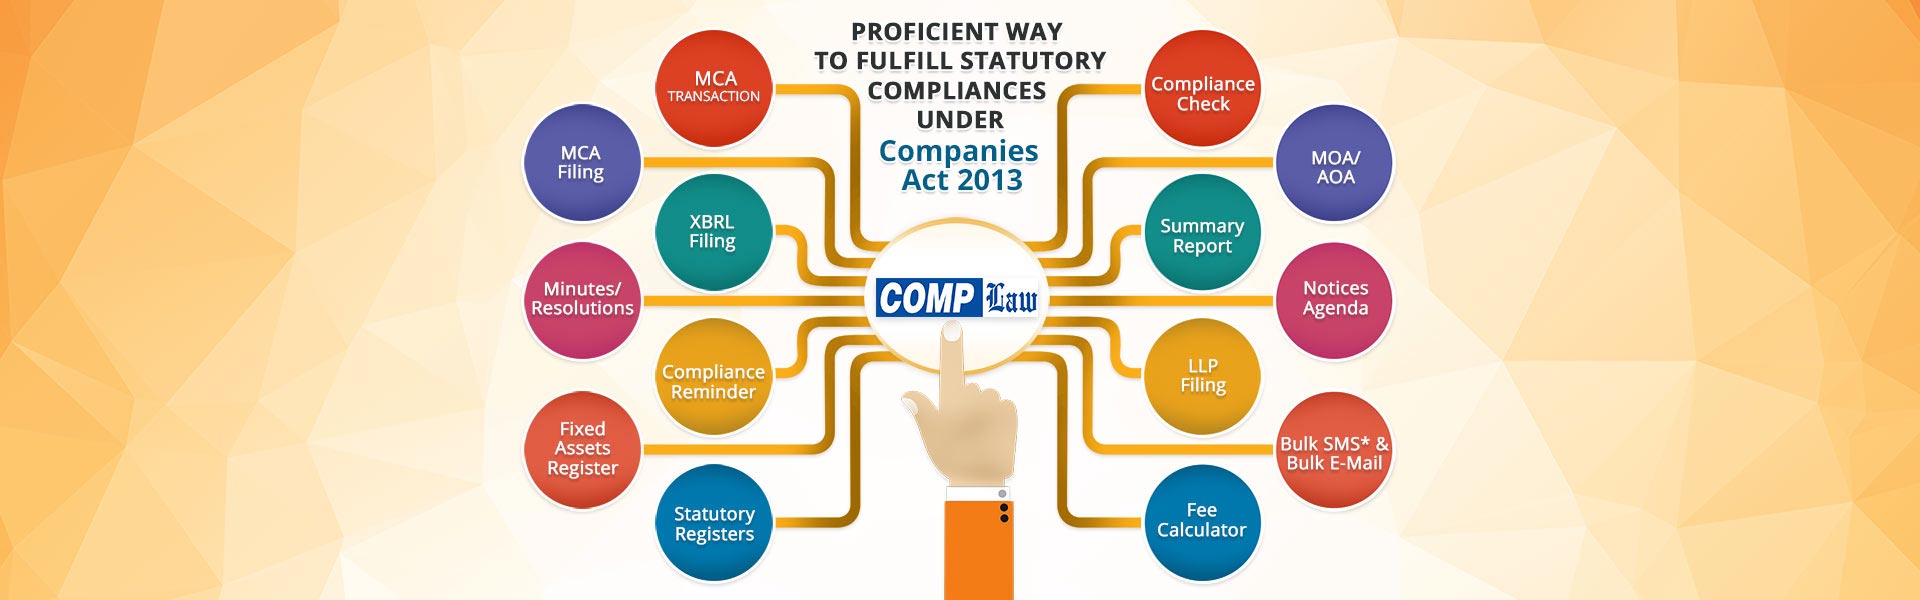 PROFICIENT WAY
TO FULFILL STATUTORY
COMPLIANCES
UNDER
Companies
Act 2013
MCA
TRANSACTION
MCA
Filing
XBRL
Filing
Minutes/
Resolutions
Compliance
Reminder
Fixed
Assets
Register
Statutory
Registers
COMP Law
Compliance
Check
MOA/
AOA
Summary
Report
Notices
Agenda
LLP
Filing
Bulk SMS* &
Bulk E-Mail
Fee
Calculator